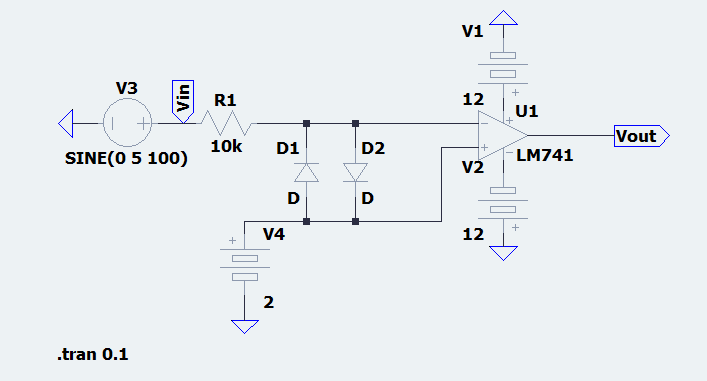 V1
V3
Vin
R1
12
U1
SINE(0 5 100)
10k
D1
D2
V2
LM741
Vout
D
D
V4
12
2
.tran 0.1